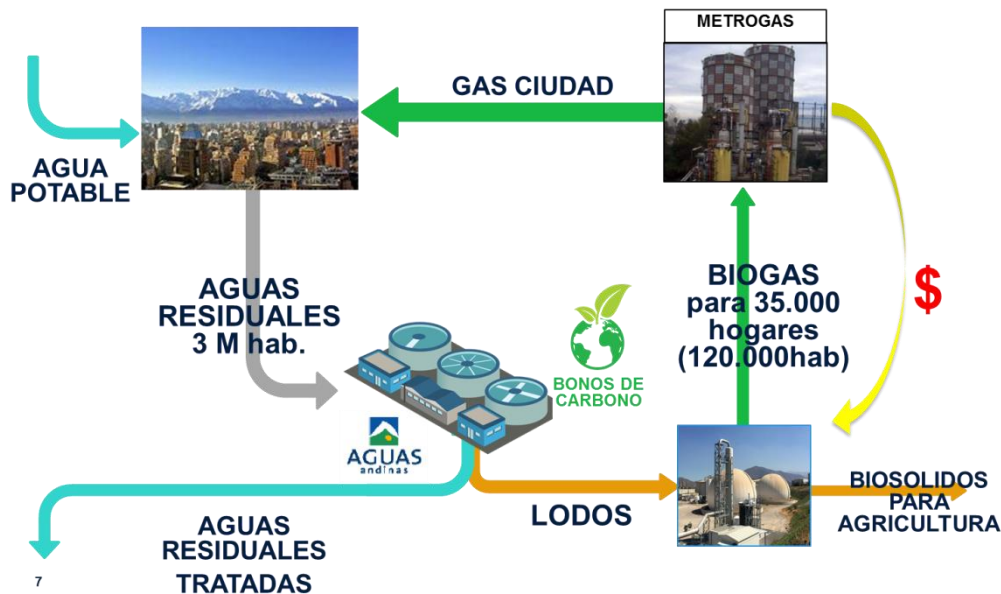 METROGAS
GAS CIUDAD
AGUA
POTABLE
AGUAS
RESIDUALES
3 M hab.
BIOGAS
para 35.000
hogares
(120.000hab)
$
BONOS DE
CARBONO
AGUAS
andinas
LODOS
BIOSOLIDOS
PARA
AGRICULTURA
AGUAS
RESIDUALES
TRATADAS
7